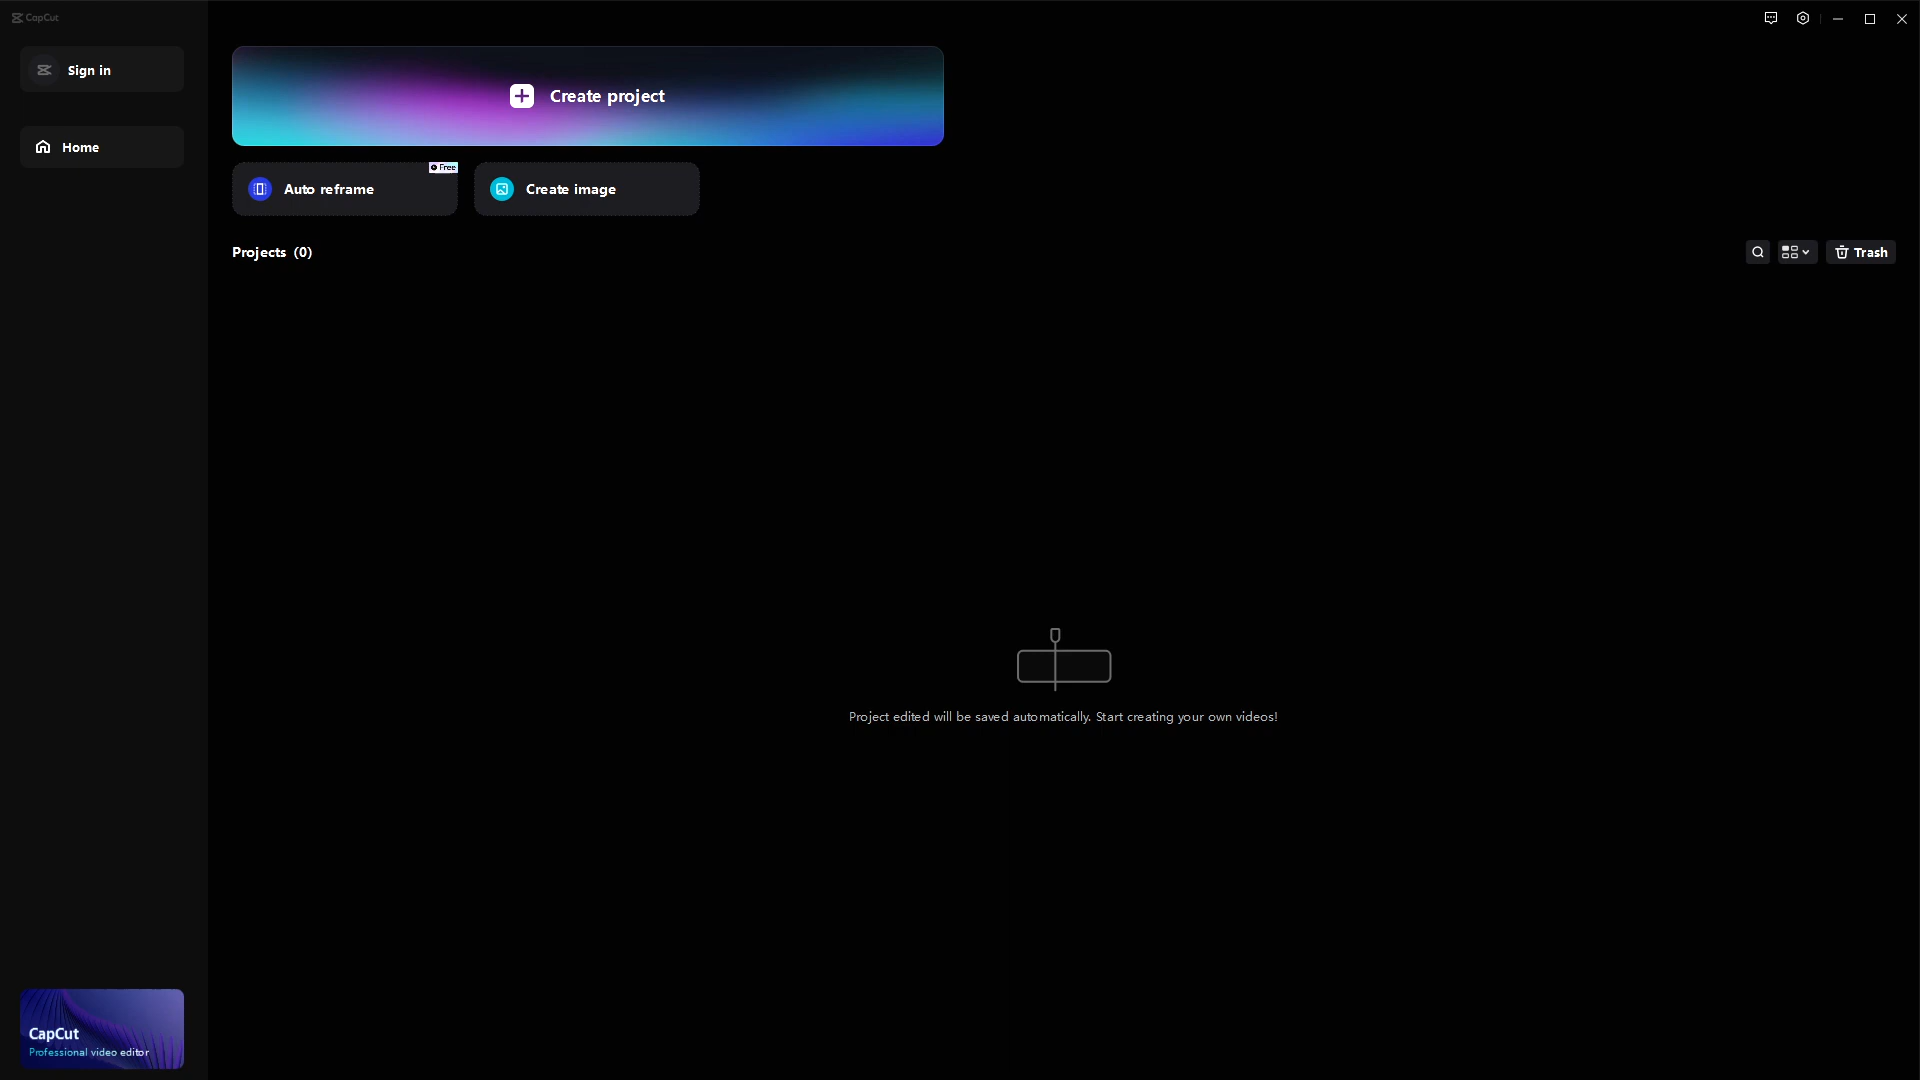 CapCut
Sign in
Home
Create project
Free
Auto reframe
Create image
Projects (0)
Trash
Project edited will be saved automatically. Start creating your own videos!
CapCut
Professional video editor